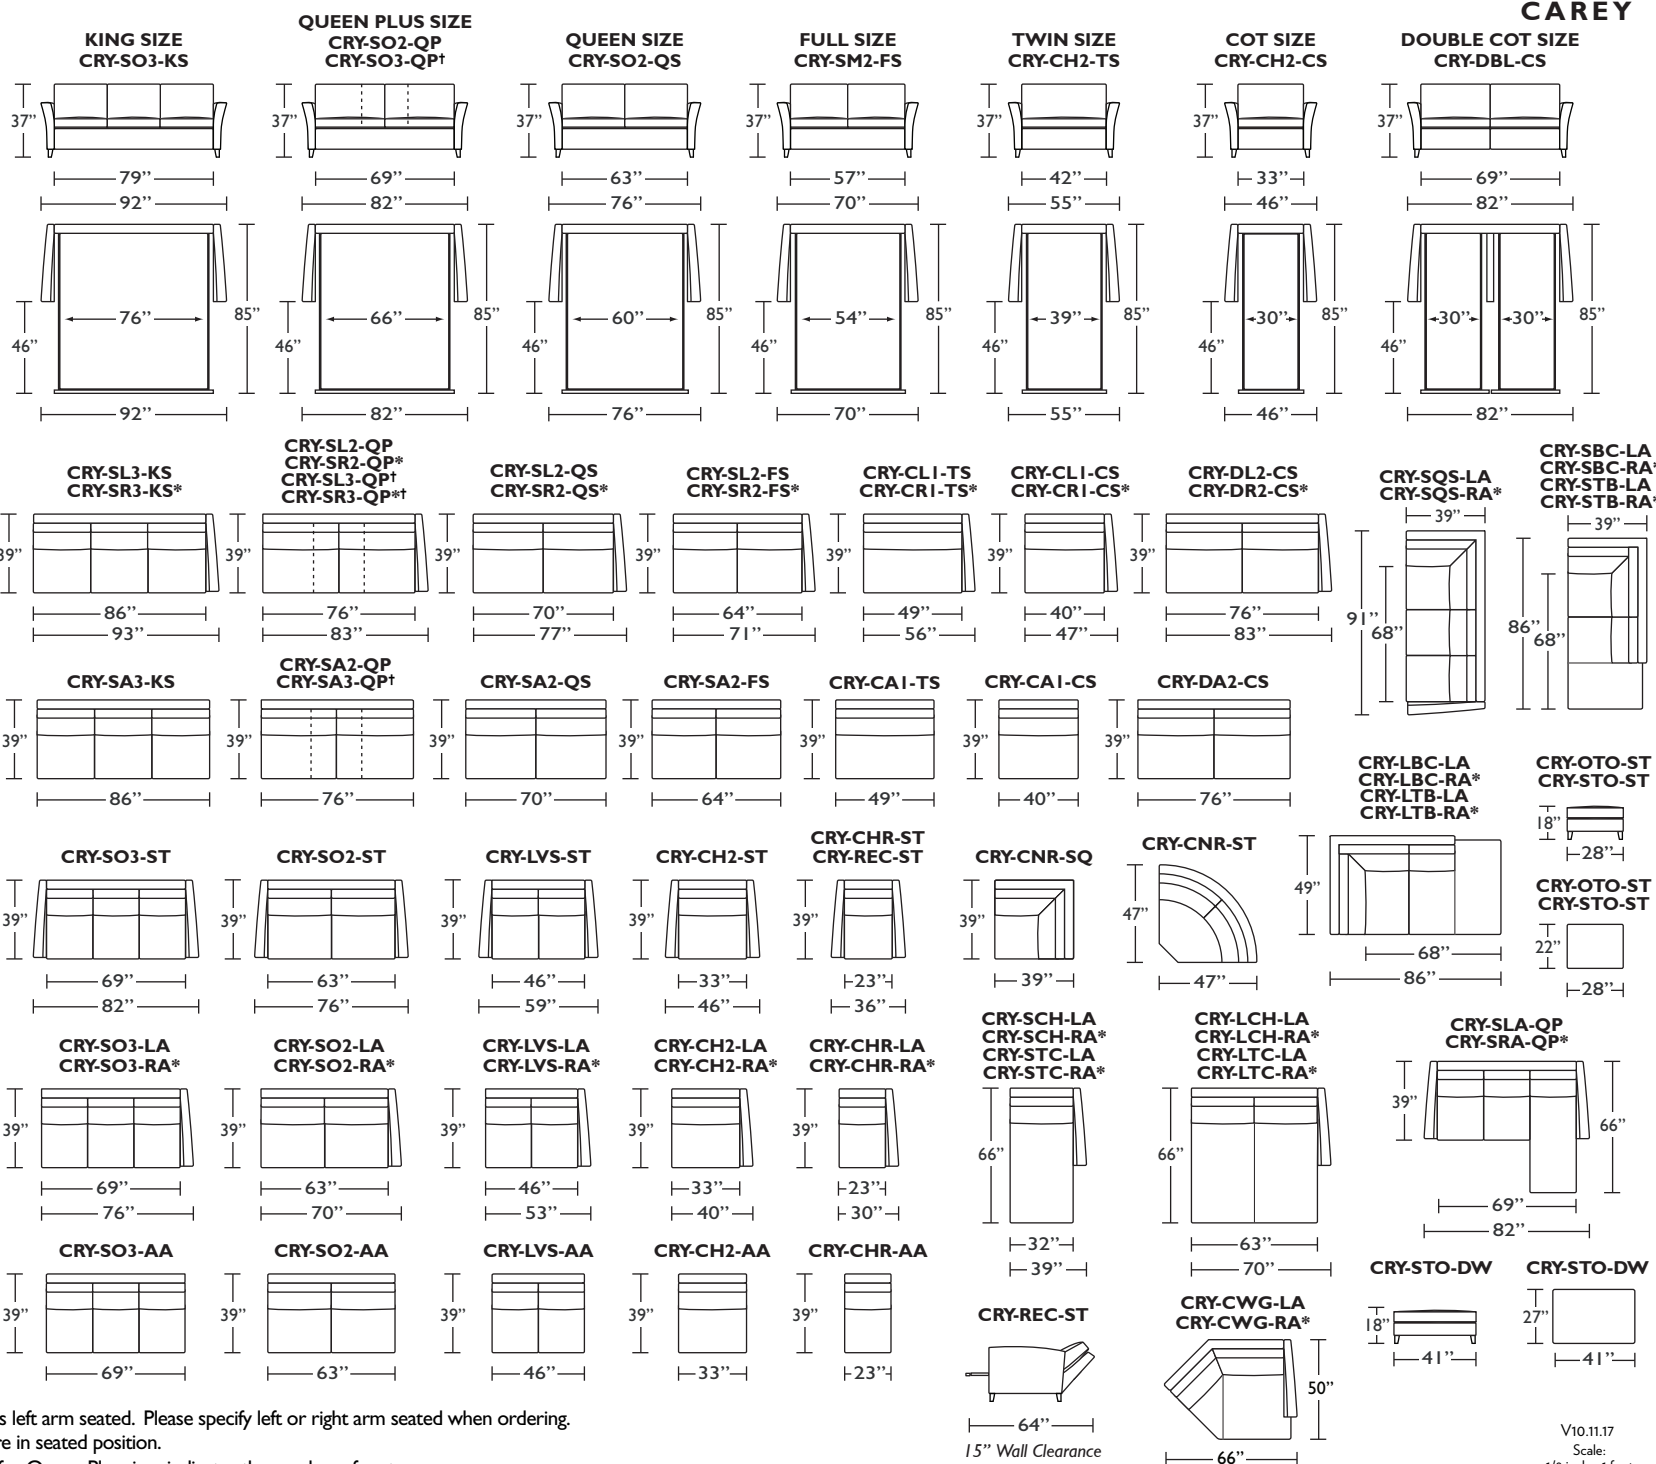 CAREY
KING SIZE
CRY-SO3-KS
37”
79”
92”
76”
46”
85”
92”
QUEEN PLUS SIZE
CRY-SO2-QP
CRY-SO3-QP†
37”
69”
82”
66”
46”
85”
82”
QUEEN SIZE
CRY-SO2-QS
37”
63”
76”
60”
46”
85”
76”
FULL SIZE
CRY-SM2-FS
37”
57”
70”
54”
46”
85”
70”
TWIN SIZE
CRY-CH2-TS
37”
42”
55”
39”
46”
85”
55”
COT SIZE
CRY-CH2-CS
37”
33”
46”
30”
46”
85”
46”
DOUBLE COT SIZE
CRY-DBL-CS
37”
69”
82”
30” 30”
46”
85”
82”
CRY-SL3-KS
CRY-SR3-KS*
39”
86”
93”
CRY-SL2-QP
CRY-SR2-QP*
CRY-SL3-QP†
CRY-SR3-QP*†
39”
76”
83”
CRY-SL2-QS
CRY-SR2-QS*
39”
70”
77”
CRY-SL2-FS
CRY-SR2-FS*
39”
64”
71”
CRY-CL1-TS
CRY-CR1-TS*
39”
49”
56”
CRY-CL1-CS
CRY-CR1-CS*
39”
40”
47”
CRY-DL2-CS
CRY-DR2-CS*
39”
76”
83”
CRY-SQS-LA
CRY-SQS-RA*
39”
91”
68”
CRY-SBC-LA
CRY-SBC-RA*
CRY-STB-LA
CRY-STB-RA*
39”
86”
68”
CRY-SA3-KS
39”
86”
CRY-SA2-QP
CRY-SA3-QP†
39”
76”
CRY-SA2-QS
39”
70”
CRY-SA2-FS
39”
64”
CRY-CA1-TS
39”
49”
CRY-CA1-CS
39”
40”
CRY-DA2-CS
39”
76”
CRY-LBC-LA
CRY-LBC-RA*
CRY-LTB-LA
CRY-LTB-RA*
49”
68”
86”
CRY-OTO-ST
CRY-STO-ST
18”
28”
CRY-OTO-ST
CRY-STO-ST
22”
28”
CRY-SO3-ST
39”
69”
82”
CRY-SO2-ST
39”
63”
76”
CRY-LVS-ST
39”
46”
59”
CRY-CH2-ST
39”
33”
46”
CRY-CHR-ST
CRY-REC-ST
39”
23”
36”
CRY-CNR-SQ
39”
39”
CRY-CNR-ST
47”
47”
CRY-SO3-LA
CRY-SO3-RA*
39”
69”
76”
CRY-SO2-LA
CRY-SO2-RA*
39”
63”
70”
CRY-LVS-LA
CRY-LVS-RA*
39”
46”
53”
CRY-CH2-LA
CRY-CH2-RA*
39”
33”
40”
CRY-CHR-LA
CRY-CHR-RA*
39”
23”
30”
CRY-SCH-LA
CRY-SCH-RA*
CRY-STC-LA
CRY-STC-RA*
66”
32”
39”
CRY-LCH-LA
CRY-LCH-RA*
CRY-LTC-LA
CRY-LTC-RA*
66”
63”
70”
CRY-SLA-QP
CRY-SRA-QP*
39”
66”
69”
82”
CRY-SO3-AA
39”
69”
CRY-SO2-AA
39”
63”
CRY-LVS-AA
39”
46”
CRY-CH2-AA
39”
33”
CRY-CHR-AA
39”
23”
CRY-REC-ST
64”
15” Wall Clearance
CRY-CWG-LA
CRY-CWG-RA*
50”
66”
CRY-STO-DW
18”
41”
CRY-STO-DW
27”
41”
left arm seated. Please specify left or right arm seated when ordering.
in seated position.
V10.11.17
Scale: